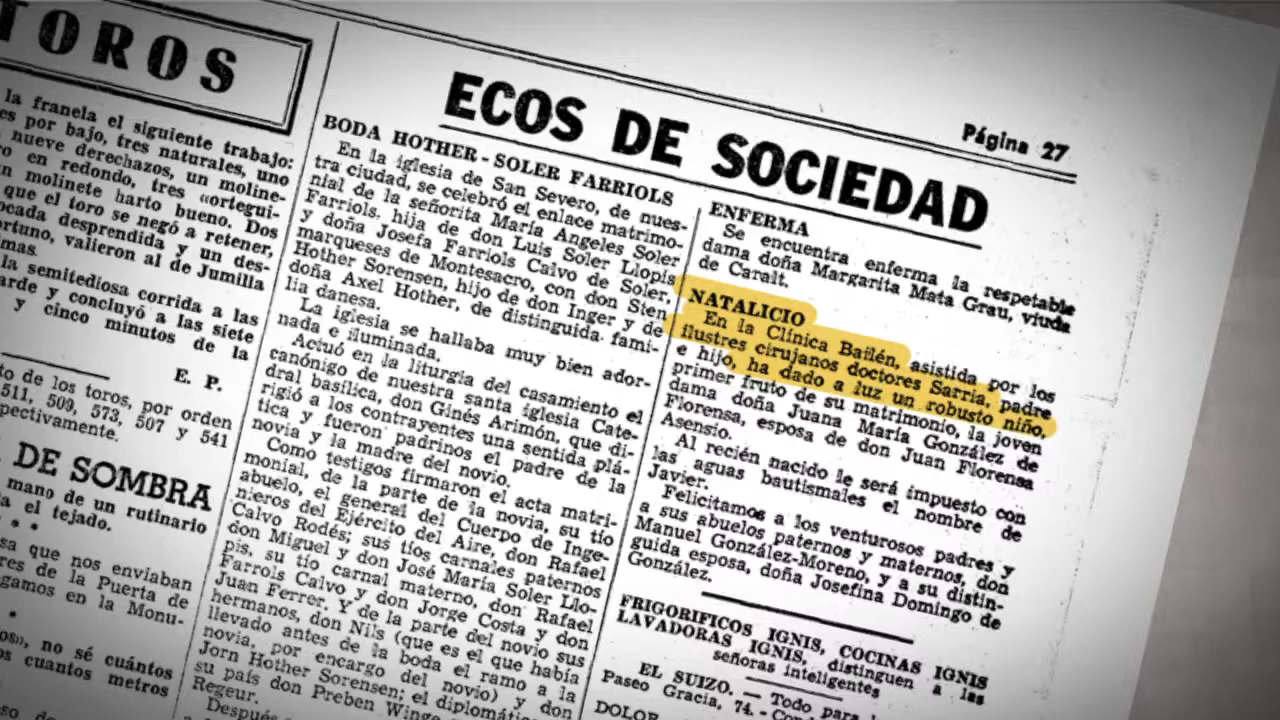 TOROS
la franela el siguiente trabajo:
es por bajo, tres naturales, uno
nueve derechazos, un moline-
o en redondo, tres «ortegui-
n molinete harto bueno. Dos
que el toro se negó a retener,
ocada desprendida y un des-
ortuno, valieron al de Jumilla
mas.
la semitediosa corrida a las
arde y concluyó a las siete
y cinco minutos de la
E. P.
to de los toros, por orden
511, 509, 573, 507 y 541
pectivamente.
DE SOMBRA
mano de un rutinario
a el tejado.
* *
sa que nos enviaban
res de la Puerta de
gamos en la Monu-
*
os», no sé cuántos
os cuantos metros
ECOS DE SOCIEDAD
Página 27
BODA HOTHER-SOLER FARRIOLS
En la iglesia de San Severo, de nues-
tra ciudad, se celebró el enlace matrimo-
nial de la señorita María Angeles Soler
Farriols, hija de don Luis Soler Llopis
y doña Josefa Farriols Calvo de Soler,
marqueses de Montesacro, con don Sten
Hother Sorensen, hijo de don Inger y de
doña Axel Hother, de distinguida fami-
lia danesa.
La iglesia se hallaba muy bien ador-
nada e iluminada.
Actuó en la liturgia del casamiento el
canónigo de nuestra santa iglesia Cate-
dral basílica, don Ginés Arimón, que di-
rigió a los contrayentes una sentida plá-
tica y fueron padrinos el padre de la
novia y la madre del novio.
Como testigos firmaron el acta matri-
monial, de la parte de la novia, su tío
abuelo, el general del Cuerpo de Inge-
nieros del Ejército del Aire, don Rafael
Calvo Rodés; sus tíos carnales paternos
don Miguel y don José María Soler Llo-
pis, su tío carnal materno, don Rafael
Farrols Calvo y don Jorge Costa y don
Juan Ferrer. Y de la parte del novio sus
hermanos, don Nils (que es el que había
llevado antes de la boda el ramo a la
novia, por encargo del novio) y don
Jorn Hother Sorensen; el diplomático
su país don Preben Winge
Regeur.
Después
ENFERMA
Se encuentra enferma la respetable
dama doña Margarita Mata Grau, viuda
de Caralt.
NATALICIO
En la Clínica Bailén, asistida por los
ilustres cirujanos doctores Sarria, padre
e hijo, ha dado a luz un robusto niño,
primer fruto de su matrimonio, la joven
dama doña Juana María González de
Florensa, esposa de don Juan Florensa
Asensio.
Al recién nacido le será impuesto con
las aguas bautismales el nombre de
Javier.
Felicitamos a los venturosos padres y
a sus abuelos paternos y maternos, don
Manuel González-Moreno, y a su distin-
guida esposa, doña Josefina Domingo de
González.
FRIGORIFICOS IGNIS, COCINAS IGNIS
LAVADORAS IGNIS, distinguen a las
señoras inteligentes
EL SUIZO. — Todo para
Paseo Gracia, 74. -
DOLOR